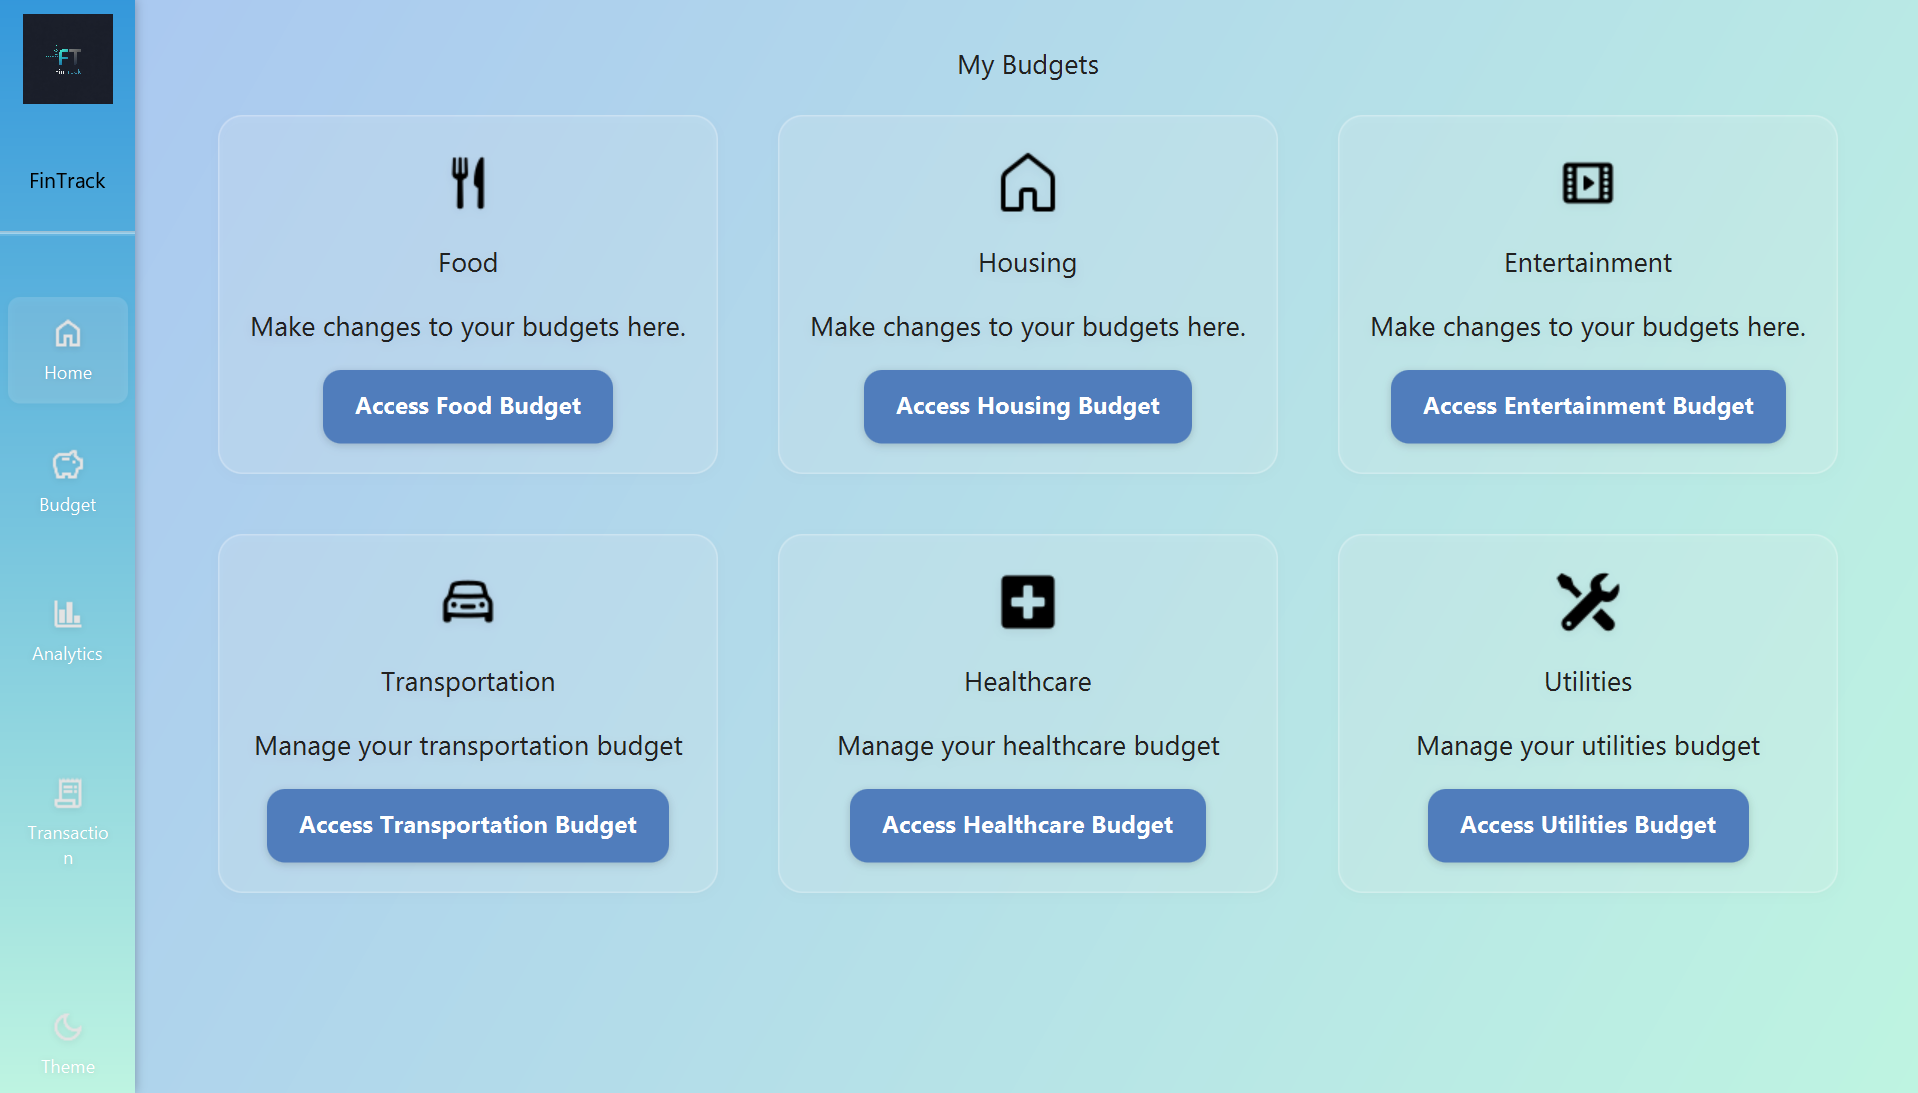 FT
FinTrack
Home
Budget
Analytics
Transactio
n
Theme
My Budgets
Food
Make changes to your budgets here.
Access Food Budget
Housing
Make changes to your budgets here.
Access Housing Budget
Entertainment
Make changes to your budgets here.
Access Entertainment Budget
Transportation
Manage your transportation budget
Access Transportation Budget
Healthcare
Manage your healthcare budget
Access Healthcare Budget
Utilities
Manage your utilities budget
Access Utilities Budget